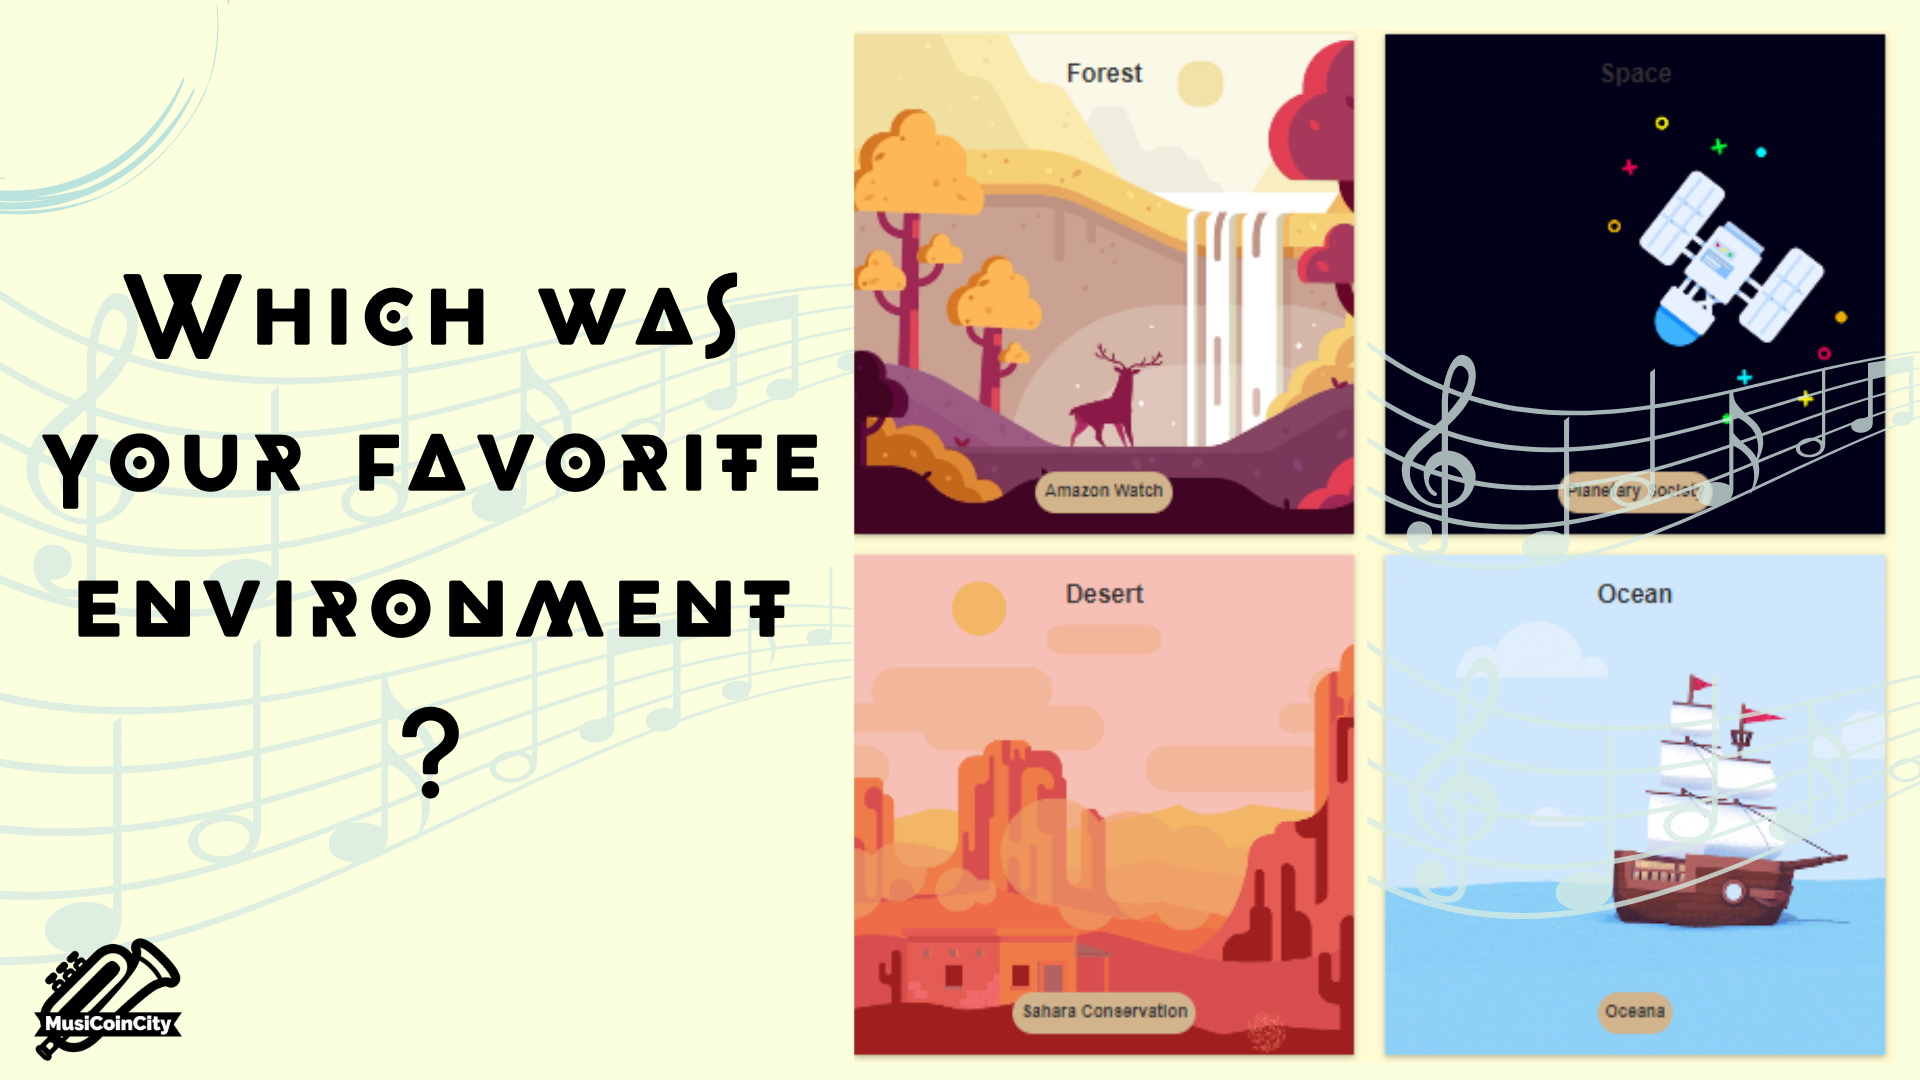 Which was
your favorite
environment
?
Forest
Amazon Watch
Space
Planetary Society
Desert
Sahara Conservation
Ocean
Oceana
MusiCoinCity